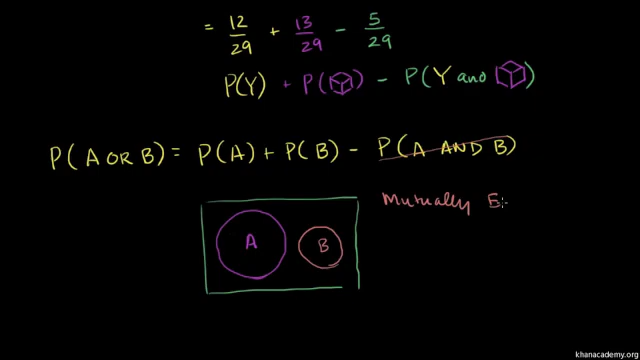 = 12/29 + 13/29 - 5/29
P(Y) + P( ) - P(Y and )
P(A OR B) = P(A) + P(B) - P(A AND B)
Mutually E
A
B
khanacademy.org